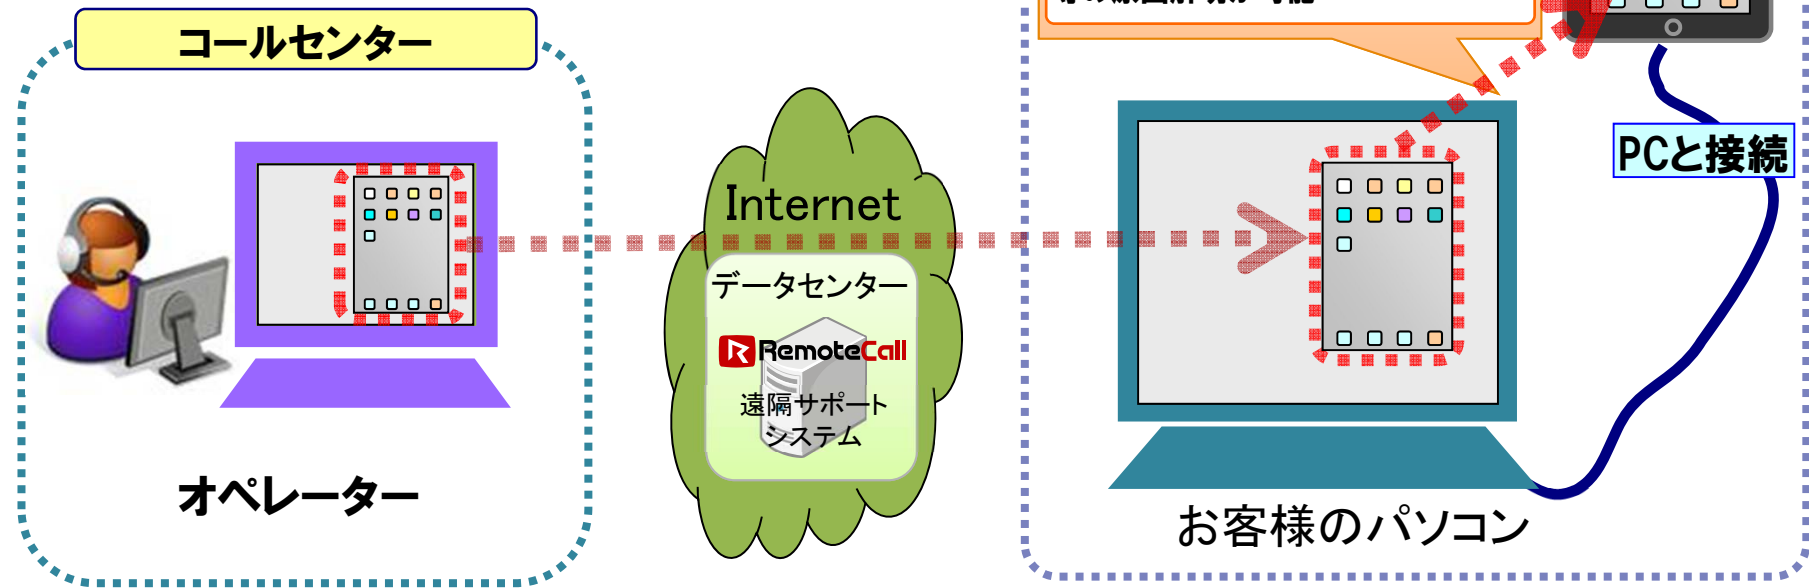 コールセンター
オペレーター
Internet
データセンター
RemoteCall
遠隔サポート
システム
PCと接続
お客様のパソコン